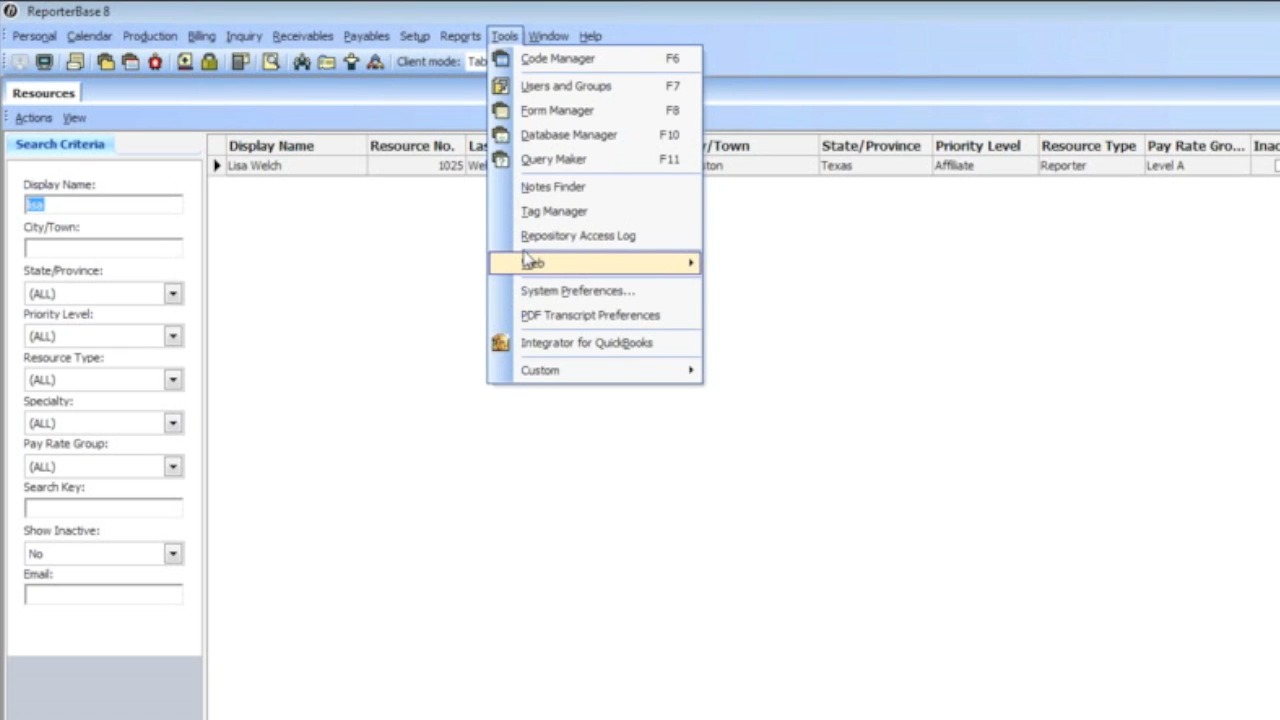 ReporterBase 8
Personal Calendar Production Billing Inquiry Receivables Payables Setup Reports Tools Window Help
Client mode: Tab
Code Manager F6
Users and Groups F7
Form Manager F8
Database Manager F10
Query Maker F11
Notes Finder
Tag Manager
Repository Access Log
Web
System Preferences...
PDF Transcript Preferences
Integrator for QuickBooks
Custom
Resources
Actions View
Search Criteria
Display Name:
lisa
City/Town:
State/Province:
(ALL)
Priority Level:
(ALL)
Resource Type:
(ALL)
Specialty:
(ALL)
Pay Rate Group:
(ALL)
Search Key:
Show Inactive:
No
Email:
Display Name Resource No. Las y/Town State/Province Priority Level Resource Type Pay Rate Gro... Inac
Lisa Welch 1025 Wel ston Texas Affiliate Reporter Level A